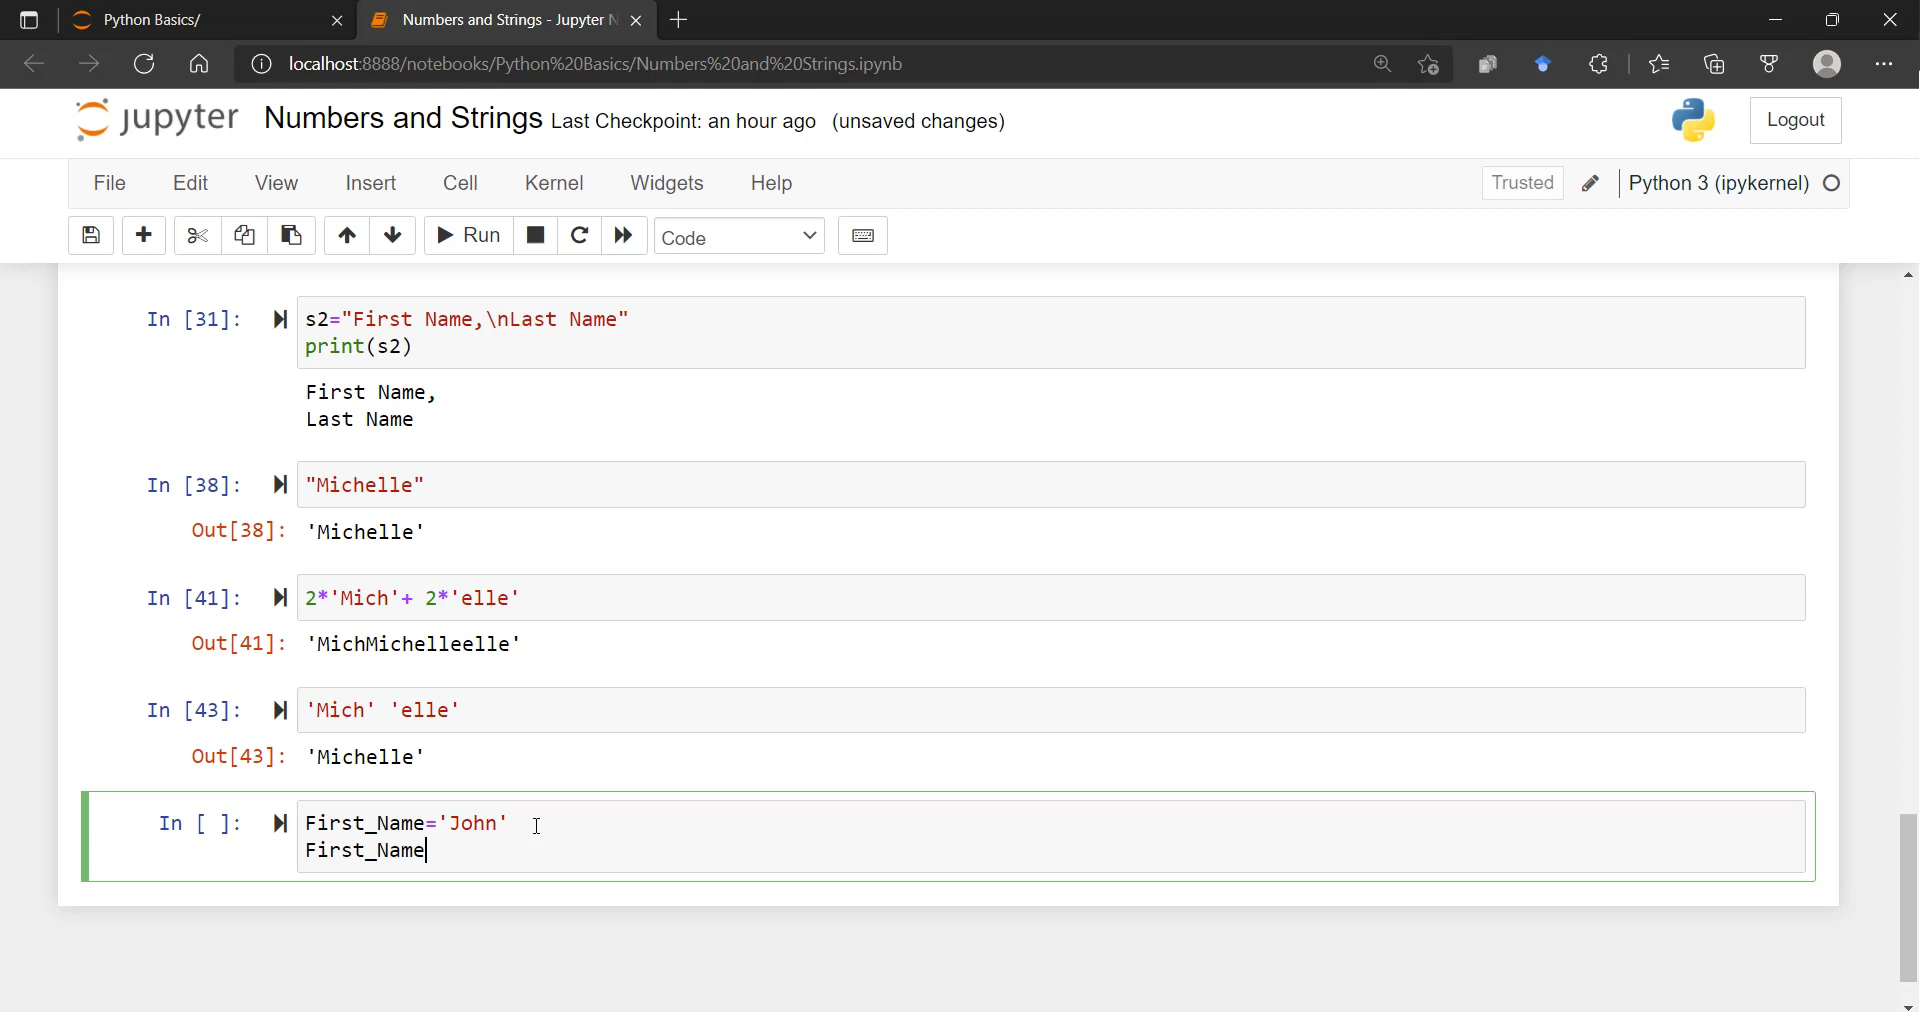 Python Basics/
Numbers and Strings - Jupyter N
localhost:8888/notebooks/Python%20Basics/Numbers%20and%20Strings.ipynb
jupyter Numbers and Strings Last Checkpoint: an hour ago (unsaved changes)
Logout
File Edit View Insert Cell Kernel Widgets Help
Trusted Python 3 (ipykernel)
Run Code
In [31]: s2="First Name,\nLast Name"
print(s2)
First Name,
Last Name
In [38]: "Michelle"
Out[38]: 'Michelle'
In [41]: 2*'Mich'+ 2*'elle'
Out[41]: 'MichMichelleelle'
In [43]: 'Mich' 'elle'
Out[43]: 'Michelle'
In [ ]: First_Name='John'
First_Name